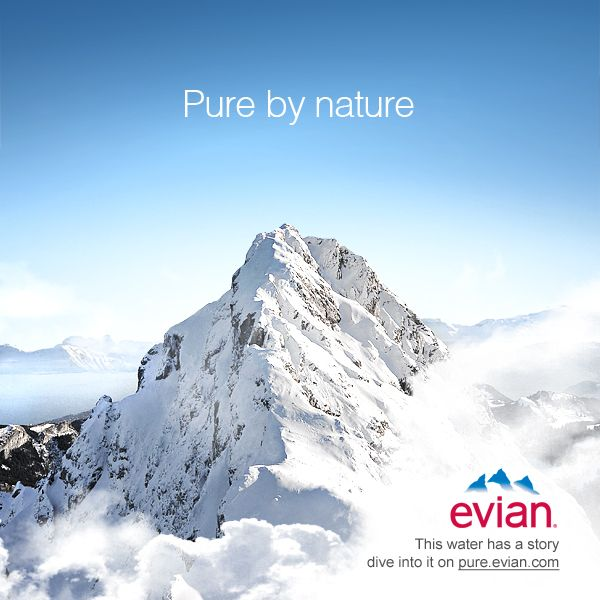 Pure by nature
evian®
This water has a story
dive into it on pure.evian.com